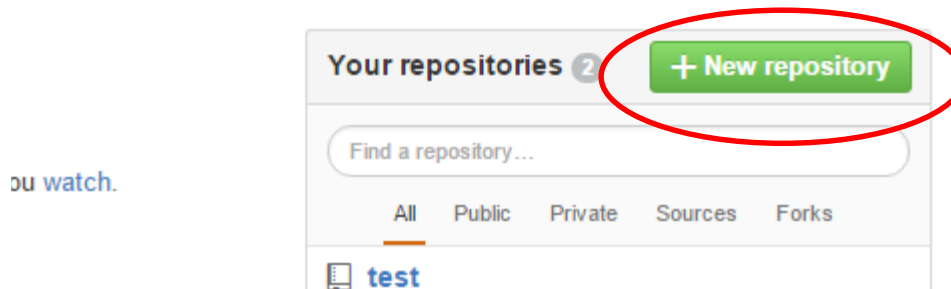 Your repositories 2 + New repository
Find a repository...
ou watch.
All Public Private Sources Forks
test